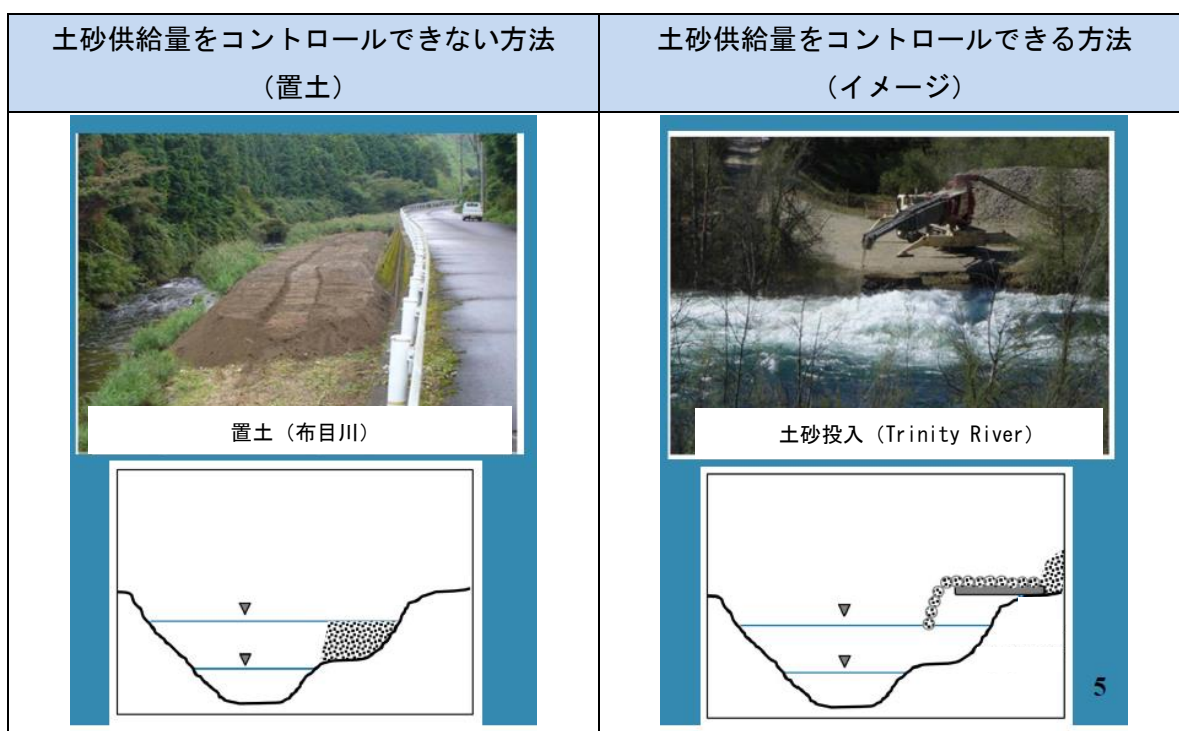 土砂供給量をコントロールできない方法
（置土）
土砂供給量をコントロールできる方法
（イメージ）
置土（布目川）
土砂投入（Trinity River）
5